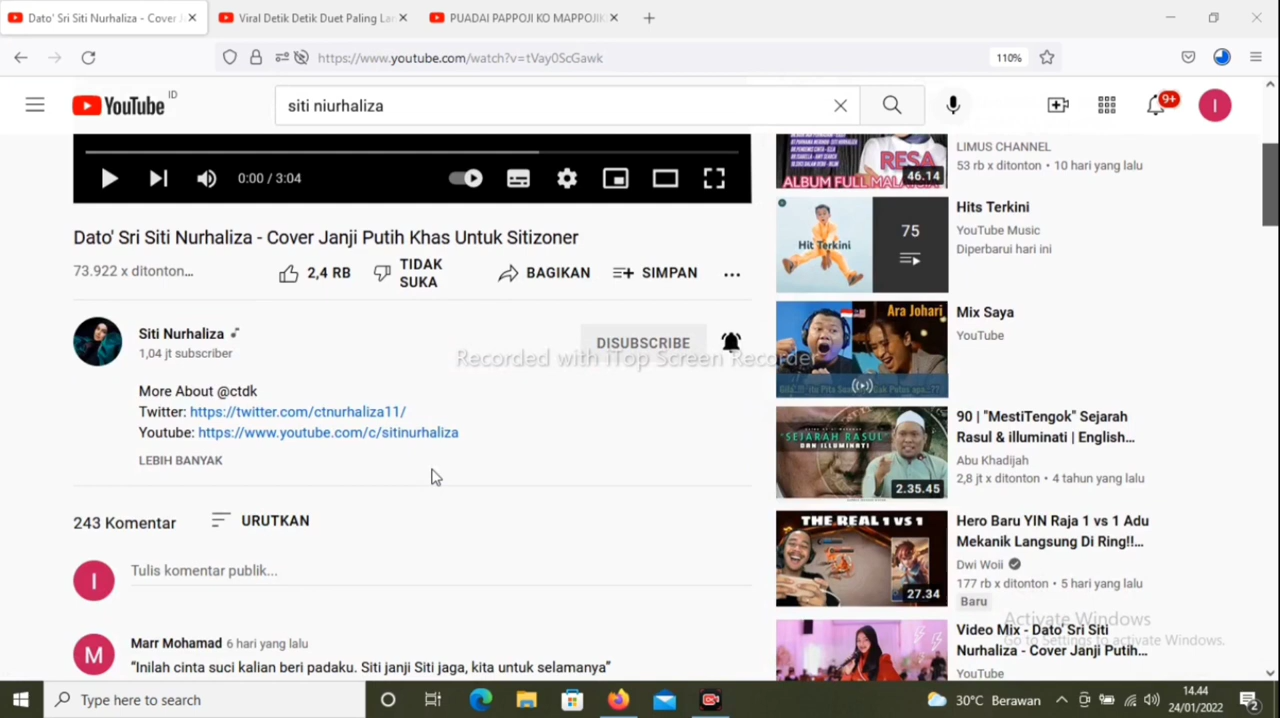 Dato' Sri Siti Nurhaliza - Cover J
Viral Detik Detik Duet Paling Lar
PUADAI PAPPOJI KO MAPPOJIK
https://www.youtube.com/watch?v=tVay0ScGawk
110%
YouTube ID
siti niurhaliza
9+
I
0:00 / 3:04
Dato' Sri Siti Nurhaliza - Cover Janji Putih Khas Untuk Sitizoner
73.922 x ditonton...
2,4 RB
TIDAK
SUKA
BAGIKAN
SIMPAN
Siti Nurhaliza
1,04 jt subscriber
DISUBSCRIBE
Recorded with iTop Screen Recorder
More About @ctdk
Twitter: https://twitter.com/ctnurhaliza11/
Youtube: https://www.youtube.com/c/sitinurhaliza
LEBIH BANYAK
243 Komentar
URUTKAN
I
Tulis komentar publik...
M
Marr Mohamad 6 hari yang lalu
“Inilah cinta suci kalian beri padaku. Siti janji Siti jaga, kita untuk selamanya”
RESA
ALBUM FULL MALAYSIA
46.14
LIMUS CHANNEL
53 rb x ditonton • 10 hari yang lalu
Hit Terkini
75
Hits Terkini
YouTube Music
Diperbarui hari ini
Ara Johari
Mix Saya
YouTube
SEJARAH RASUL
DAN ILLUMINATI
2.35.45
90 | "MestiTengok" Sejarah
Rasul & illuminati | English...
Abu Khadijah
2,8 jt x ditonton • 4 tahun yang lalu
THE REAL 1 VS 1
27.34
Hero Baru YIN Raja 1 vs 1 Adu
Mekanik Langsung Di Ring!!...
Dwi Woii
177 rb x ditonton • 5 hari yang lalu
Baru
Video Mix - Dato' Sri Siti
Nurhaliza - Cover Janji Putih...
YouTube
Activate Windows
Go to Settings to activate Windows.
Type here to search
30°C Berawan
14.44
24/01/2022
2